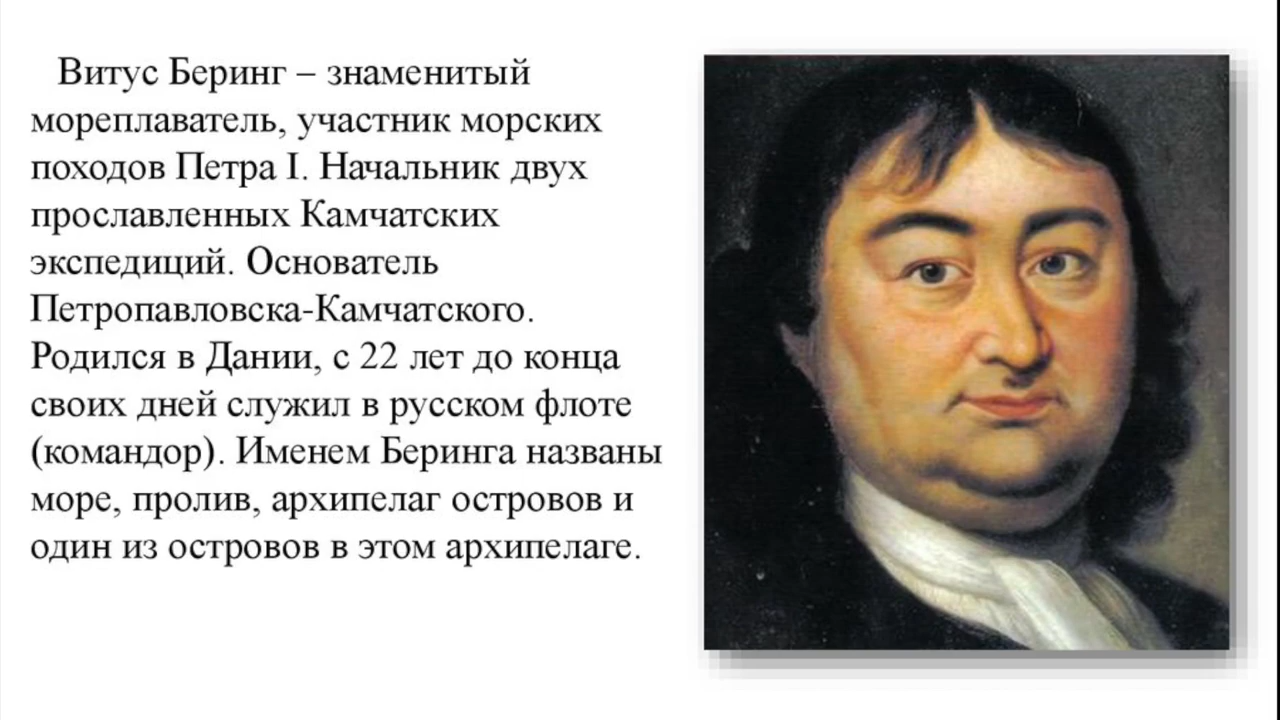 Витус Беринг – знаменитый
мореплаватель, участник морских
походов Петра I. Начальник двух
прославленных Камчатских
экспедиций. Основатель
Петропавловска-Камчатского.
Родился в Дании, с 22 лет до конца
своих дней служил в русском флоте
(командор). Именем Беринга названы
море, пролив, архипелаг островов и
один из островов в этом архипелаге.